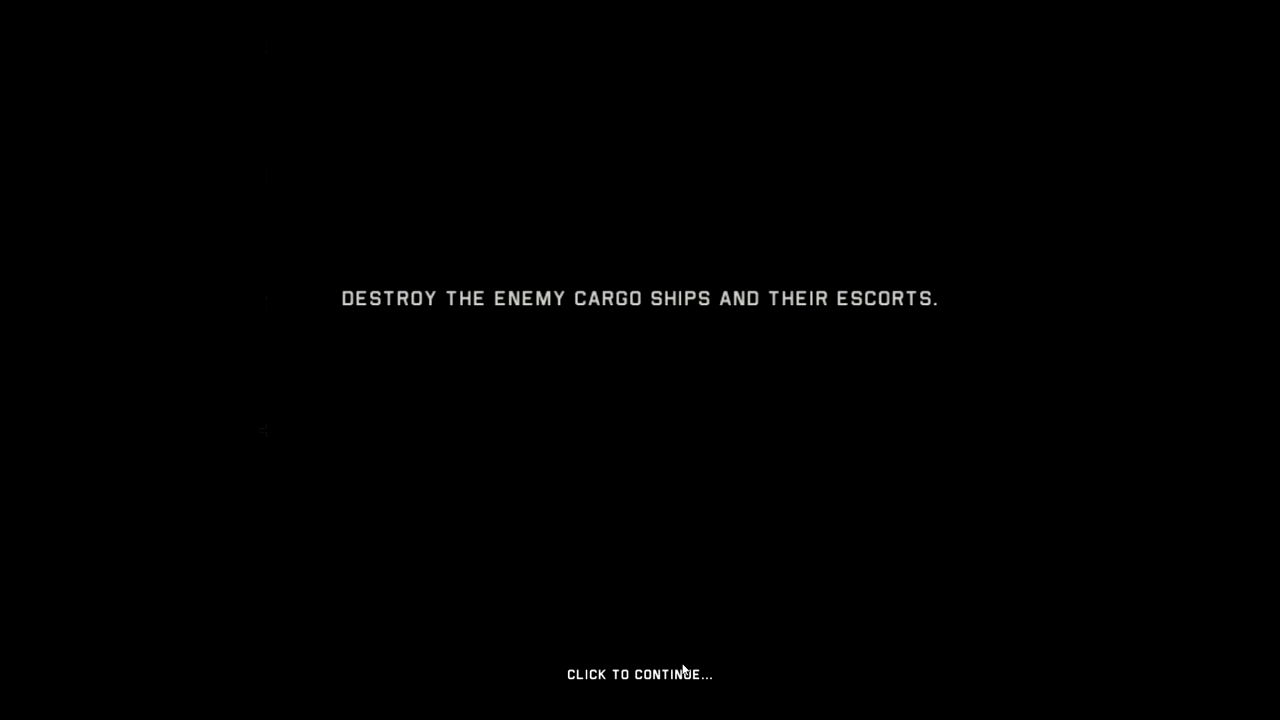 DESTROY THE ENEMY CARGO SHIPS AND THEIR ESCORTS.
CLICK TO CONTINUE...